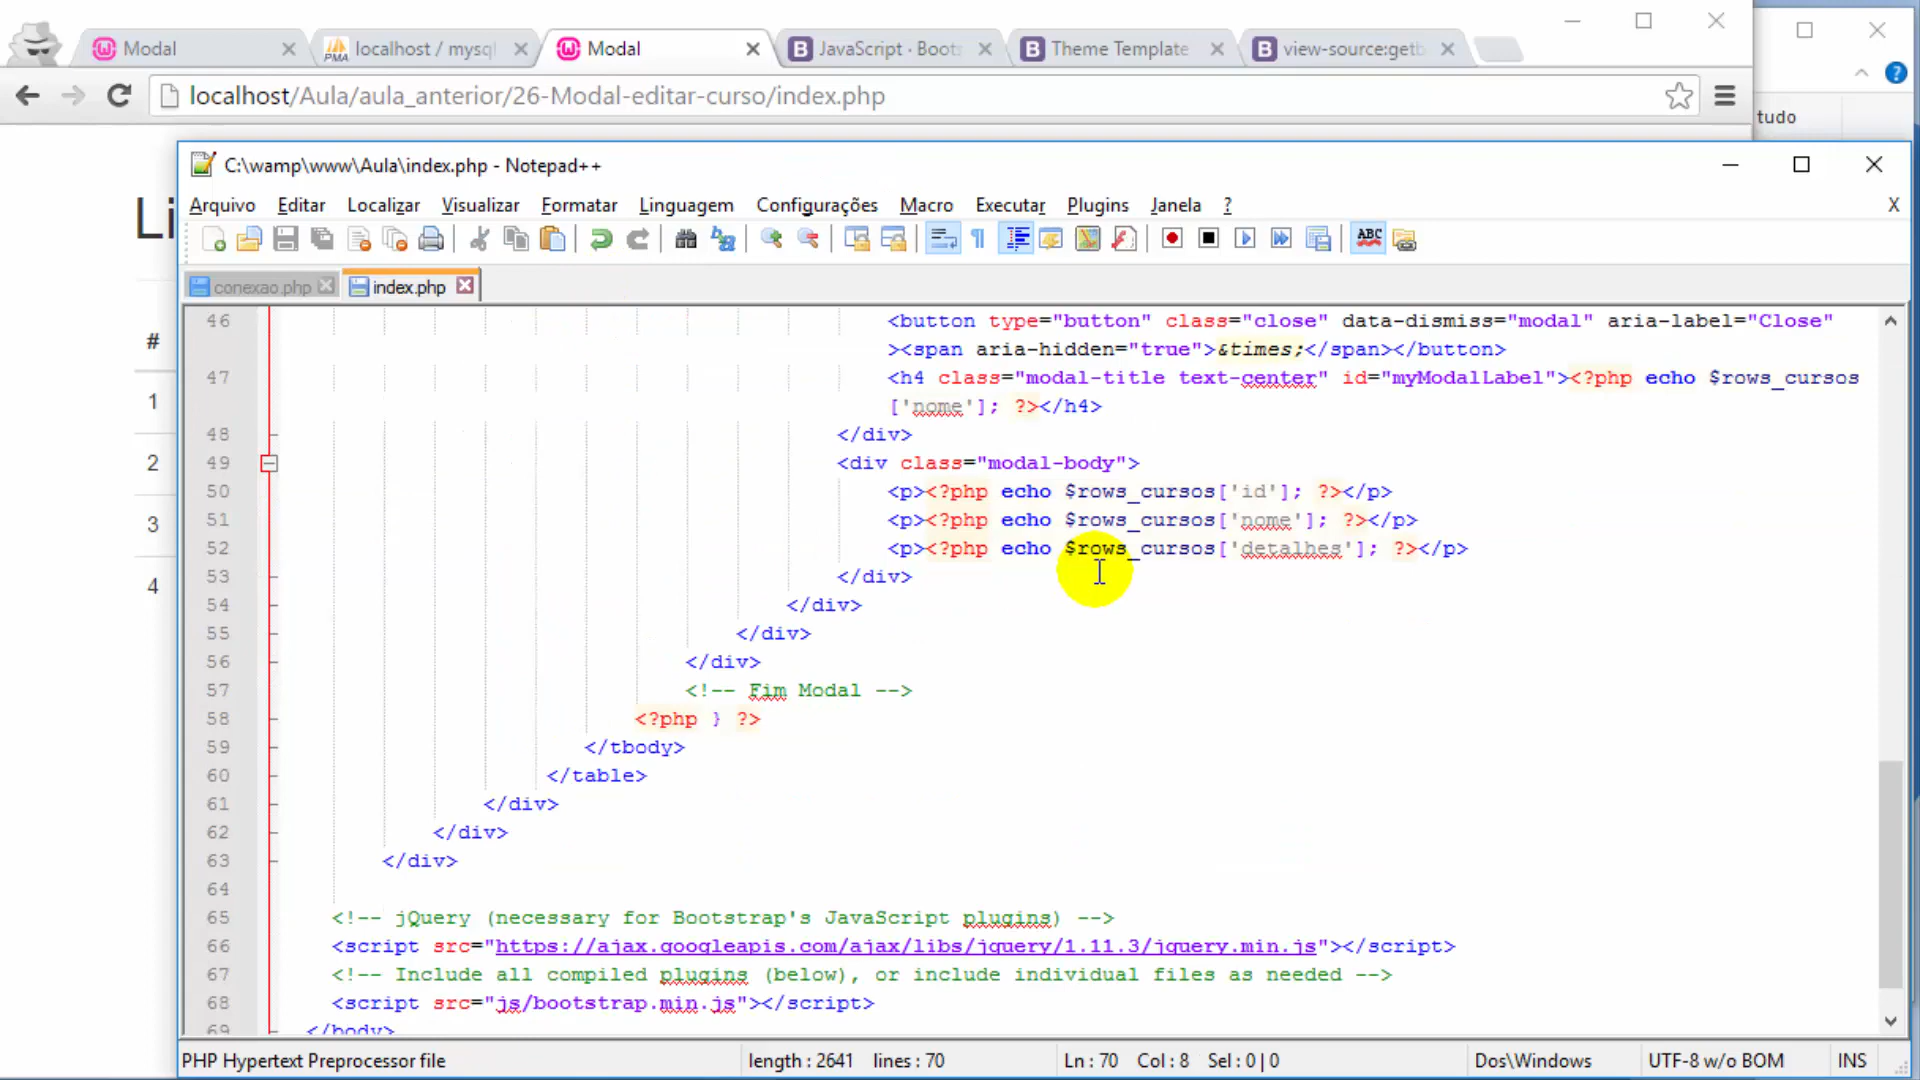 Modal
localhost / mysql
Modal
JavaScript · Boots
Theme Template
view-source:getb
localhost/Aula/aula_anterior/26-Modal-editar-curso/index.php
tudo
C:\wamp\www\Aula\index.php - Notepad++
Arquivo Editar Localizar Visualizar Formatar Linguagem Configurações Macro Executar Plugins Janela ? X
conexao.php index.php
Li
#
1
2
3
4
46 <button type="button" class="close" data-dismiss="modal" aria-label="Close"
><span aria-hidden="true">&times;</span></button>
47 <h4 class="modal-title text-center" id="myModalLabel"><?php echo $rows_cursos
['nome']; ?></h4>
48 </div>
49 <div class="modal-body">
50 <p><?php echo $rows_cursos['id']; ?></p>
51 <p><?php echo $rows_cursos['nome']; ?></p>
52 <p><?php echo $rows_cursos['detalhes']; ?></p>
53 </div>
54 </div>
55 </div>
56 </div>
57 <!-- Fim Modal -->
58 <?php } ?>
59 </tbody>
60 </table>
61 </div>
62 </div>
63 </div>
64
65 <!-- jQuery (necessary for Bootstrap's JavaScript plugins) -->
66 <script src="https://ajax.googleapis.com/ajax/libs/jquery/1.11.3/jquery.min.js"></script>
67 <!-- Include all compiled plugins (below), or include individual files as needed -->
68 <script src="js/bootstrap.min.js"></script>
69 </body>
PHP Hypertext Preprocessor file length : 2641 lines : 70 Ln : 70 Col : 8 Sel : 0 | 0 Dos\Windows UTF-8 w/o BOM INS